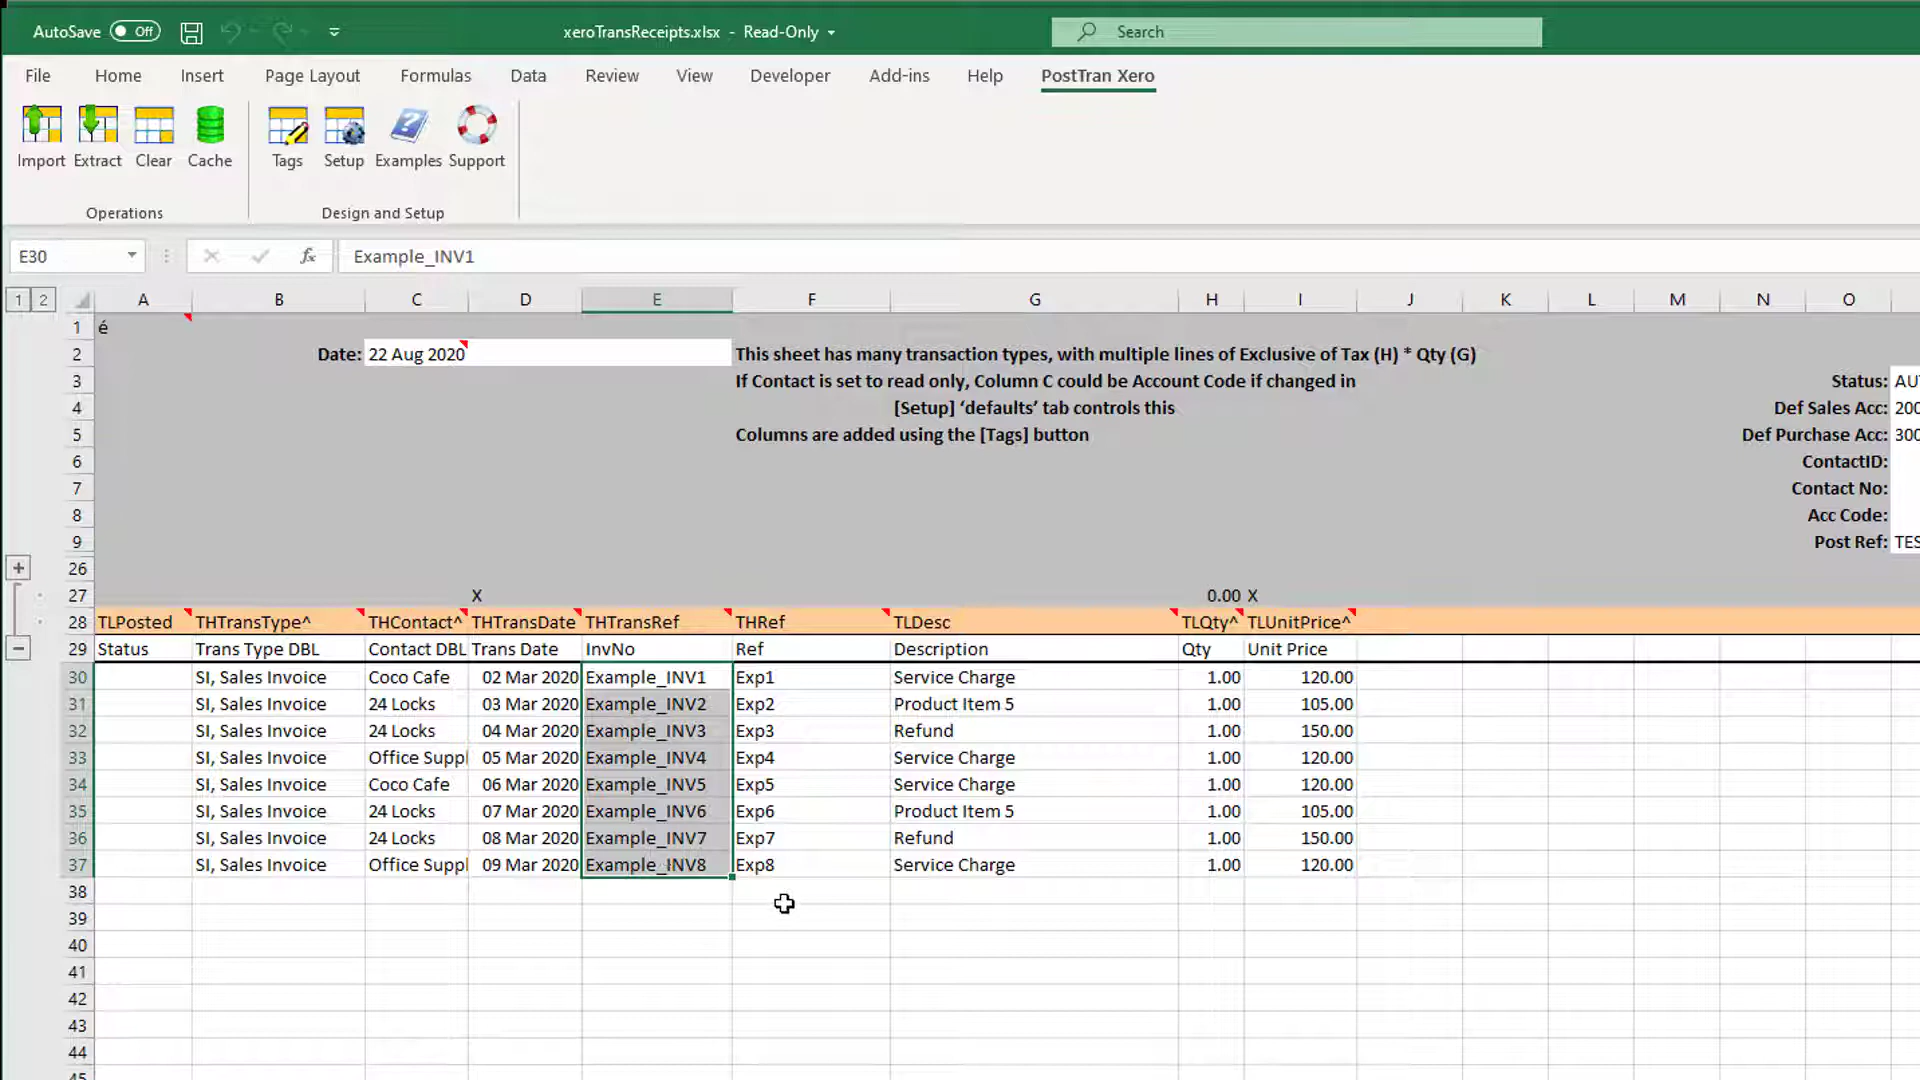 AutoSave Off xeroTransReceipts.xlsx - Read-Only Search
File Home Insert Page Layout Formulas Data Review View Developer Add-ins Help PostTran Xero
Import Extract Clear Cache Tags Setup Examples Support
Operations Design and Setup
E30 fx Example_INV1
1 2 A B C D E F G H I J K L M N O
1 é
2 Date: 22 Aug 2020 This sheet has many transaction types, with multiple lines of Exclusive of Tax (H) * Qty (G)
3 If Contact is set to read only, Column C could be Account Code if changed in Status: AU
4 [Setup] ‘defaults’ tab controls this Def Sales Acc: 200
5 Columns are added using the [Tags] button Def Purchase Acc: 300
6 ContactID:
7 Contact No:
8 Acc Code:
9 Post Ref: TES
26
27 X 0.00 X
28 TLPosted THTransType^ THContact^ THTransDate THTransRef THRef TLDesc TLQty^ TLUnitPrice^
29 Status Trans Type DBL Contact DBL Trans Date InvNo Ref Description Qty Unit Price
30 SI, Sales Invoice Coco Cafe 02 Mar 2020 Example_INV1 Exp1 Service Charge 1.00 120.00
31 SI, Sales Invoice 24 Locks 03 Mar 2020 Example_INV2 Exp2 Product Item 5 1.00 105.00
32 SI, Sales Invoice 24 Locks 04 Mar 2020 Example_INV3 Exp3 Refund 1.00 150.00
33 SI, Sales Invoice Office Suppl 05 Mar 2020 Example_INV4 Exp4 Service Charge 1.00 120.00
34 SI, Sales Invoice Coco Cafe 06 Mar 2020 Example_INV5 Exp5 Service Charge 1.00 120.00
35 SI, Sales Invoice 24 Locks 07 Mar 2020 Example_INV6 Exp6 Product Item 5 1.00 105.00
36 SI, Sales Invoice 24 Locks 08 Mar 2020 Example_INV7 Exp7 Refund 1.00 150.00
37 SI, Sales Invoice Office Suppl 09 Mar 2020 Example_INV8 Exp8 Service Charge 1.00 120.00
38
39
40
41
42
43
44
45